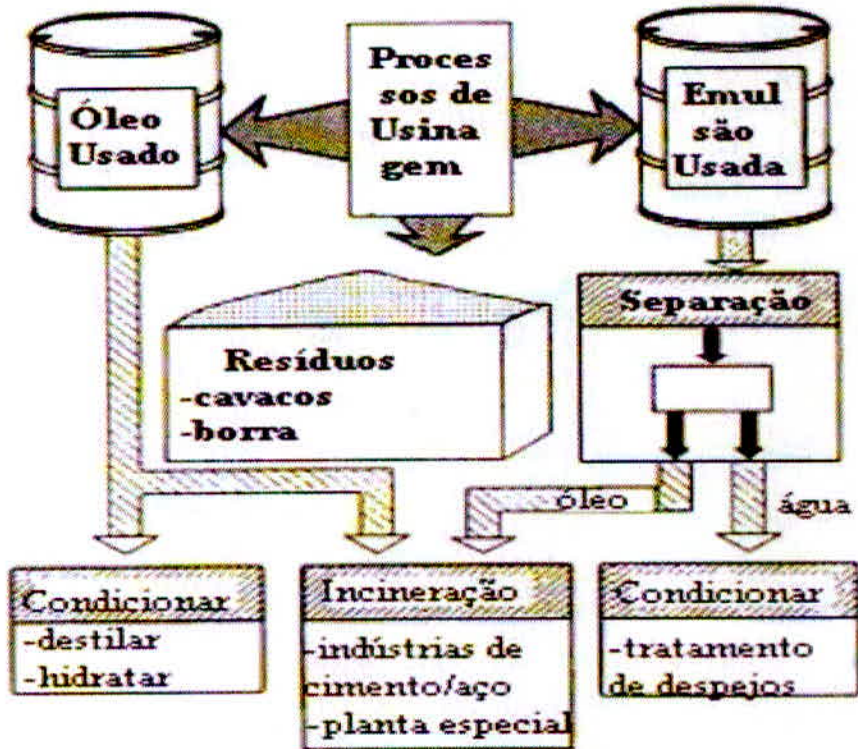 Óleo
Usado
Proces
sos de
Usina
gem
Emul
são
Usada
Separação
Resíduos
-cavacos
-borra
óleo
água
Condicionar
-destilar
-hidratar
Incineração
-indústrias de
cimento/aço
-planta especial
Condicionar
-tratamento
de despejos